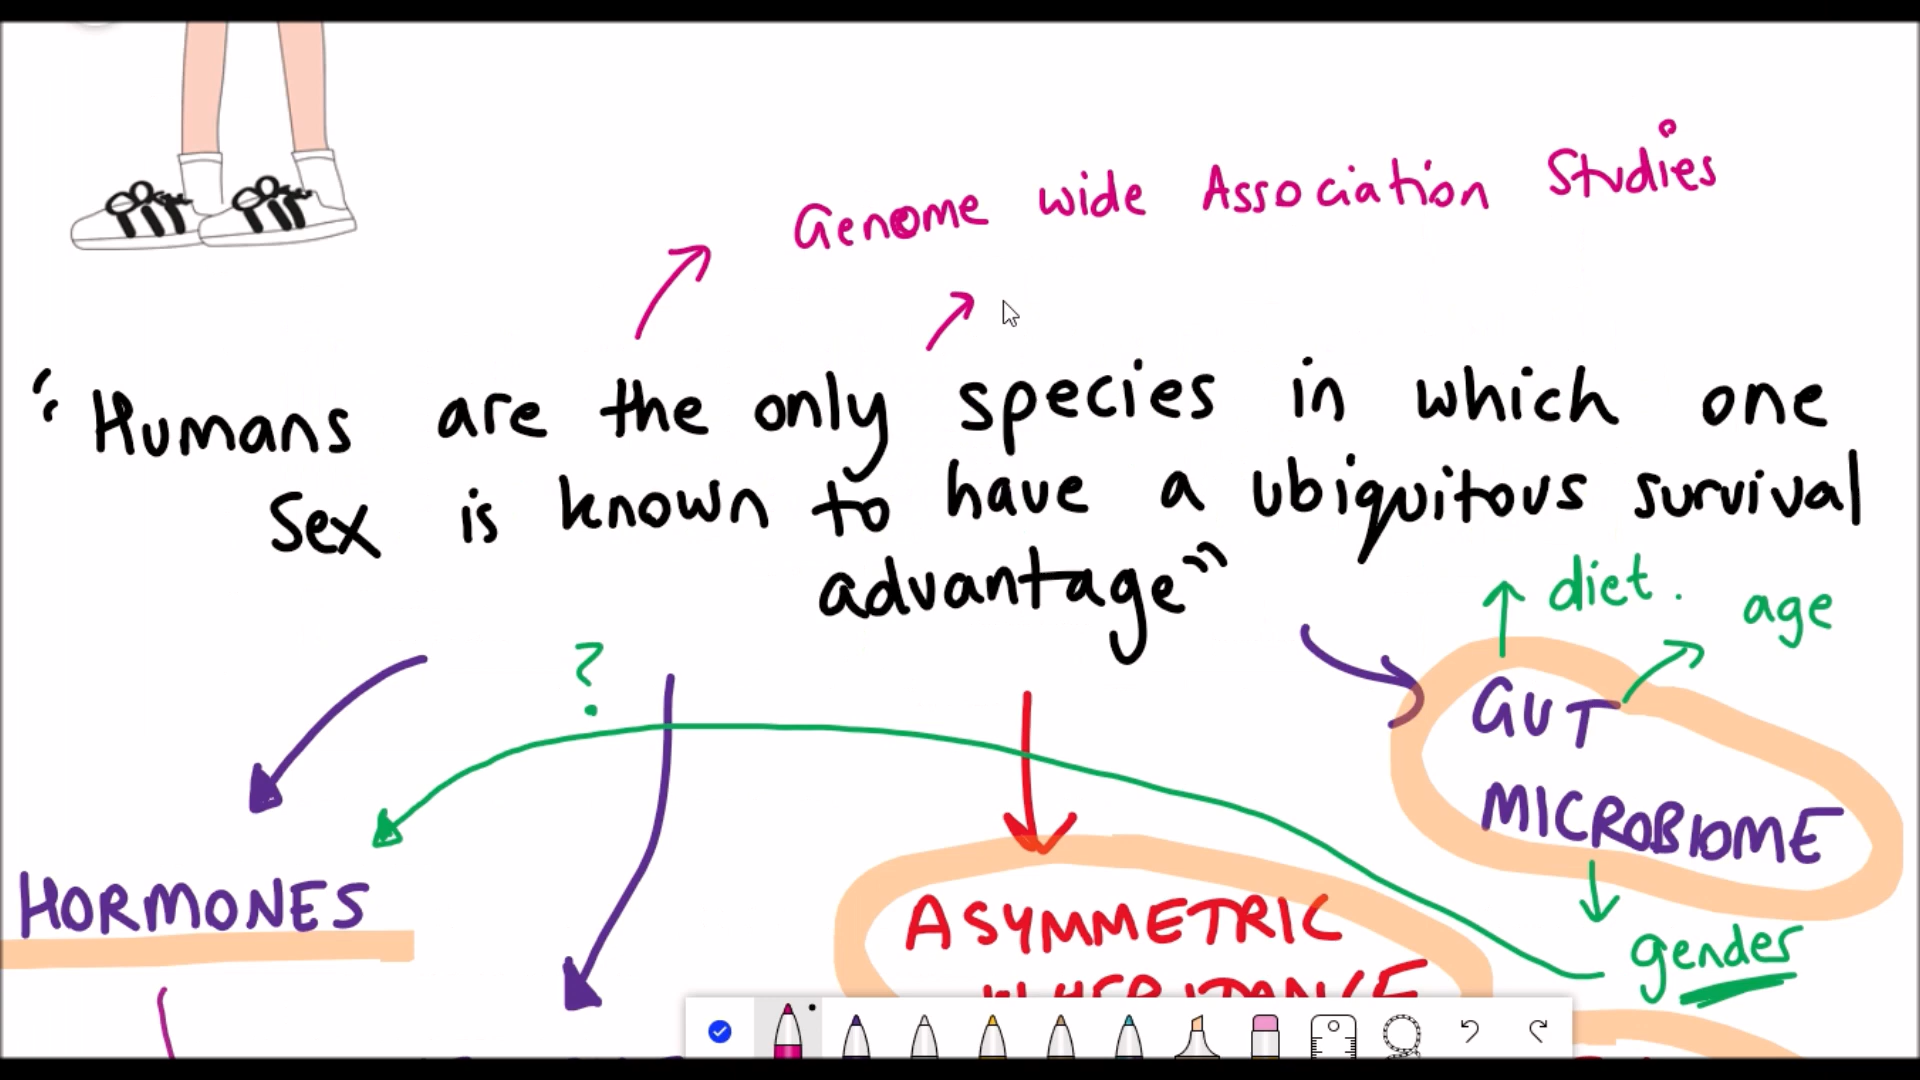 Genome wide Association Studies
"Humans are the only species in which one
sex is known to have a ubiquitous survival
advantage"
diet.
age
?
GUT
MICROBIOME
HORMONES
ASYMMETRIC
INHERITANCE
gender